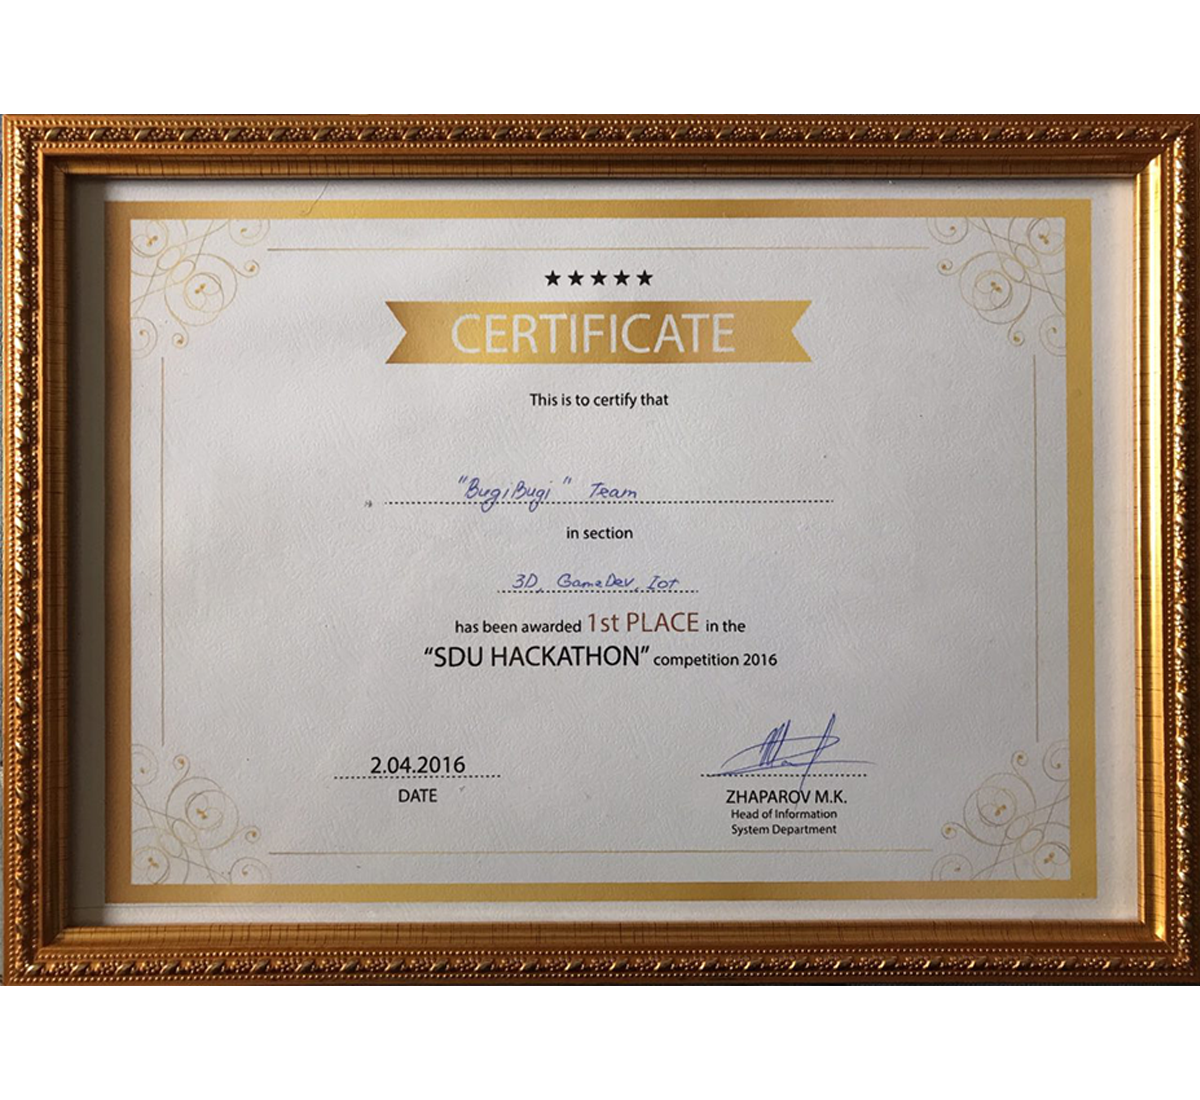 CERTIFICATE
This is to certify that
"BugiBugi" Team
in section
3D, GameDev, Iot
has been awarded 1st PLACE in the
“SDU HACKATHON” competition 2016
2.04.2016
DATE
ZHAPAROV M.K.
Head of Information
System Department